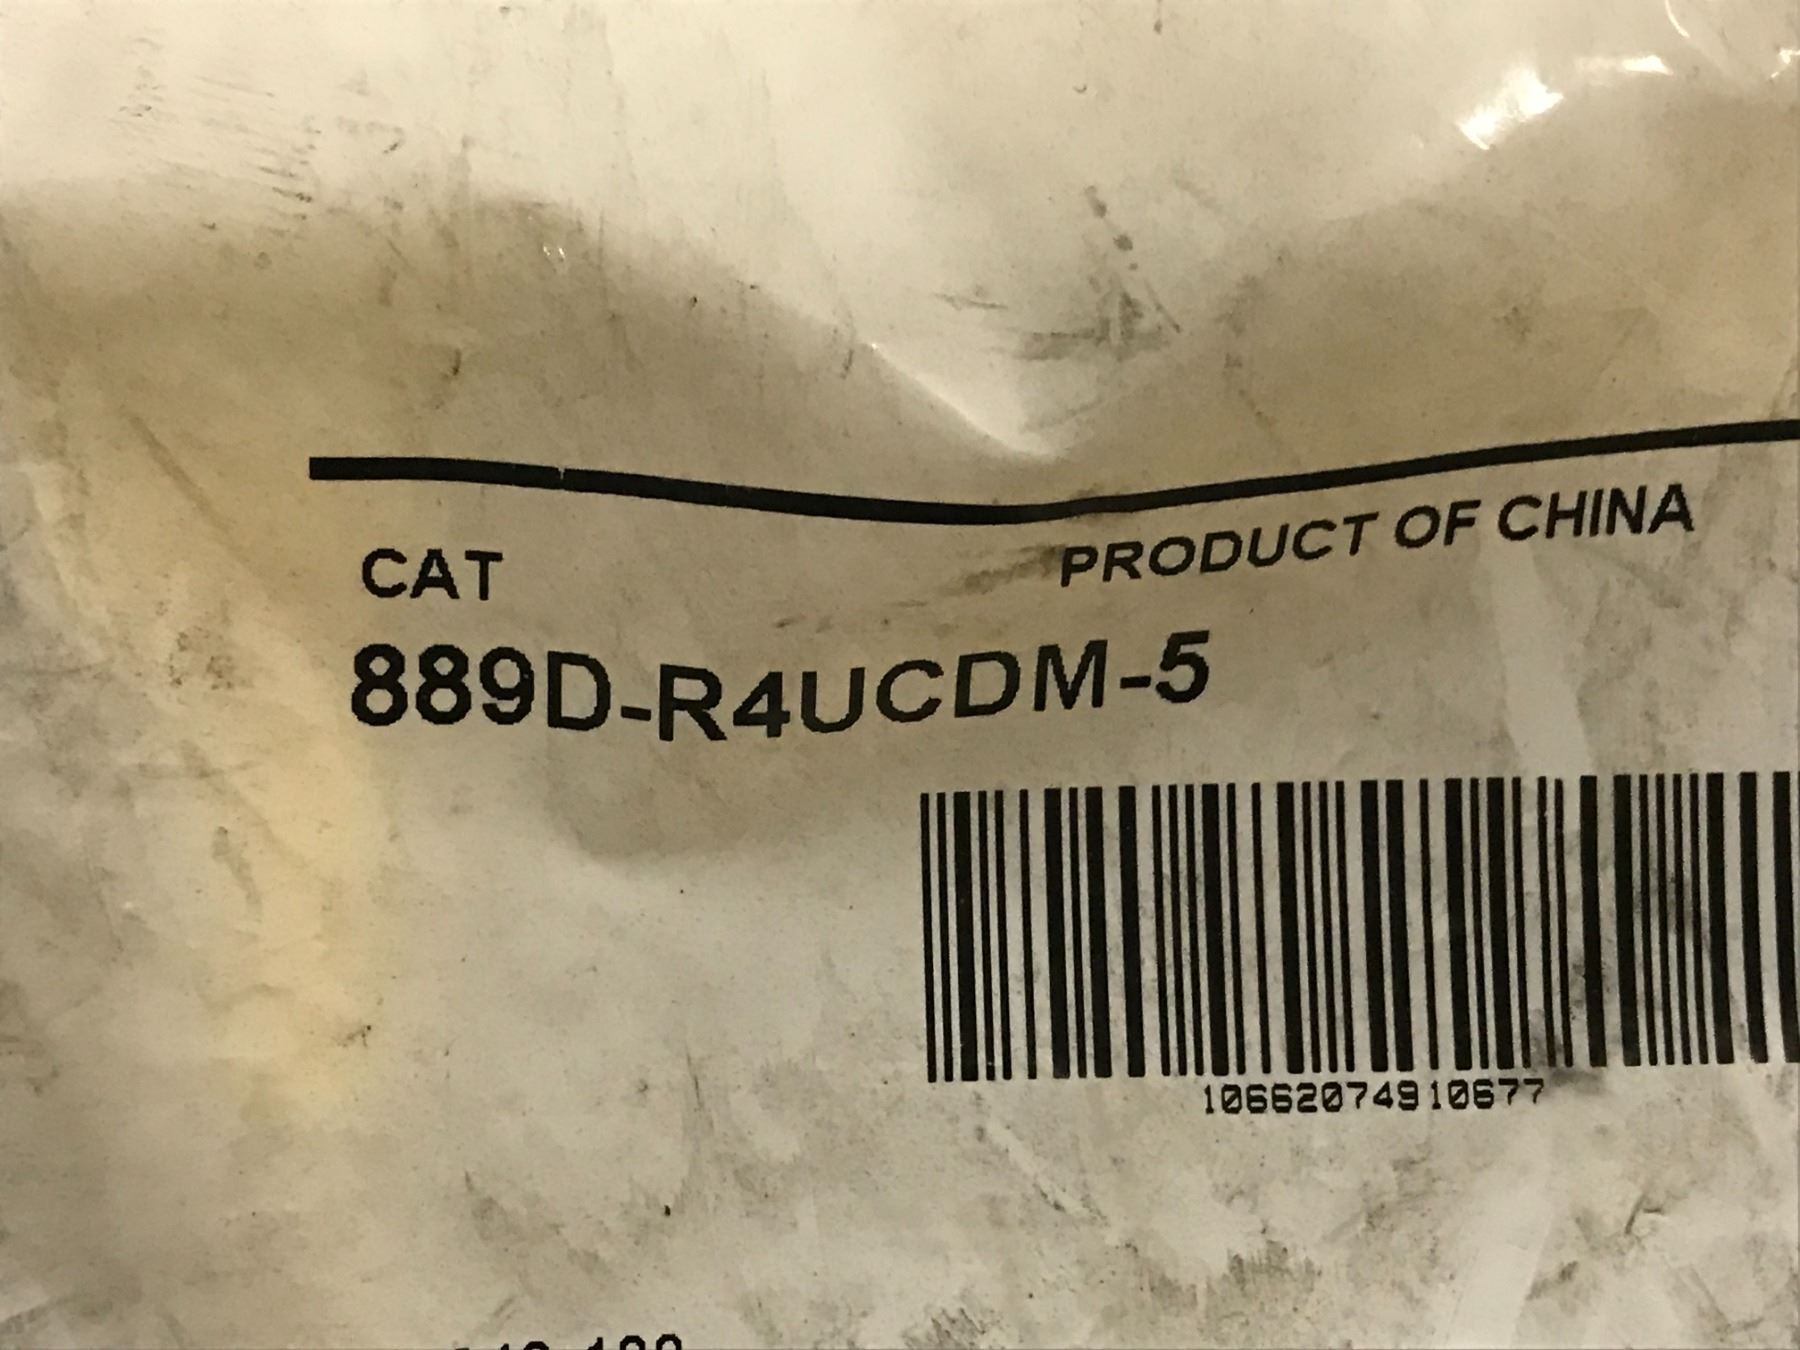 CAT
PRODUCT OF CHINA
889D-R4UCDM-5
10662074910677